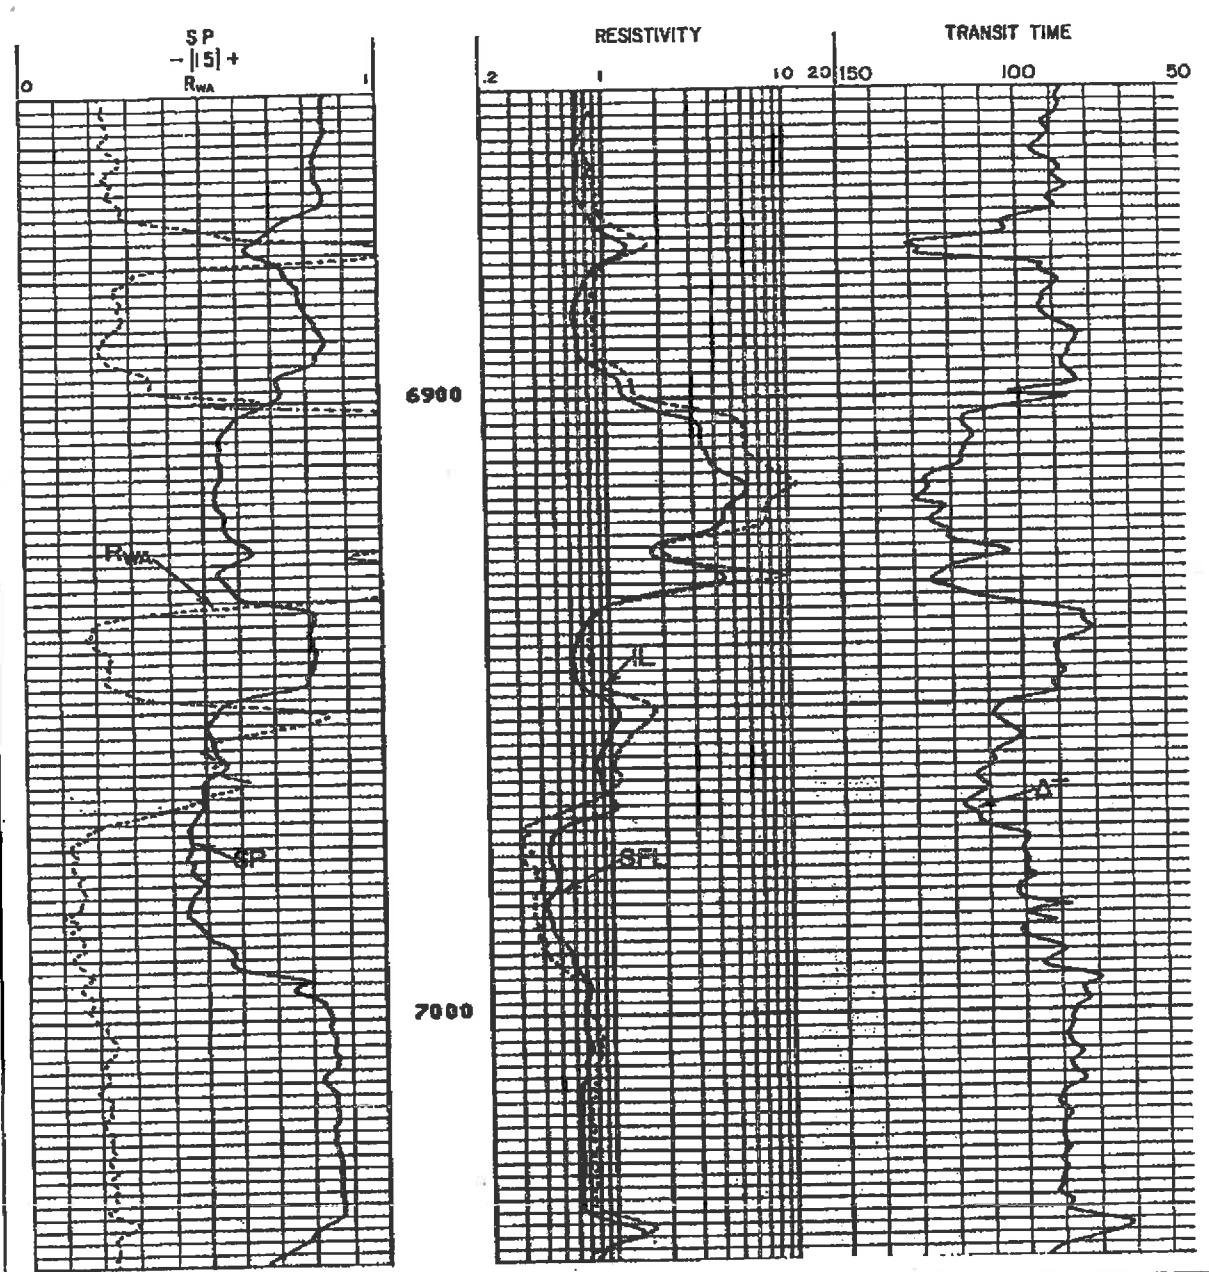 SP RESISTIVITY TRANSIT TIME
- |15| +
0 RWA 1 .2 1 10 20 150 100 50
6900
RWA
IL
Δ
SP SFL
7000